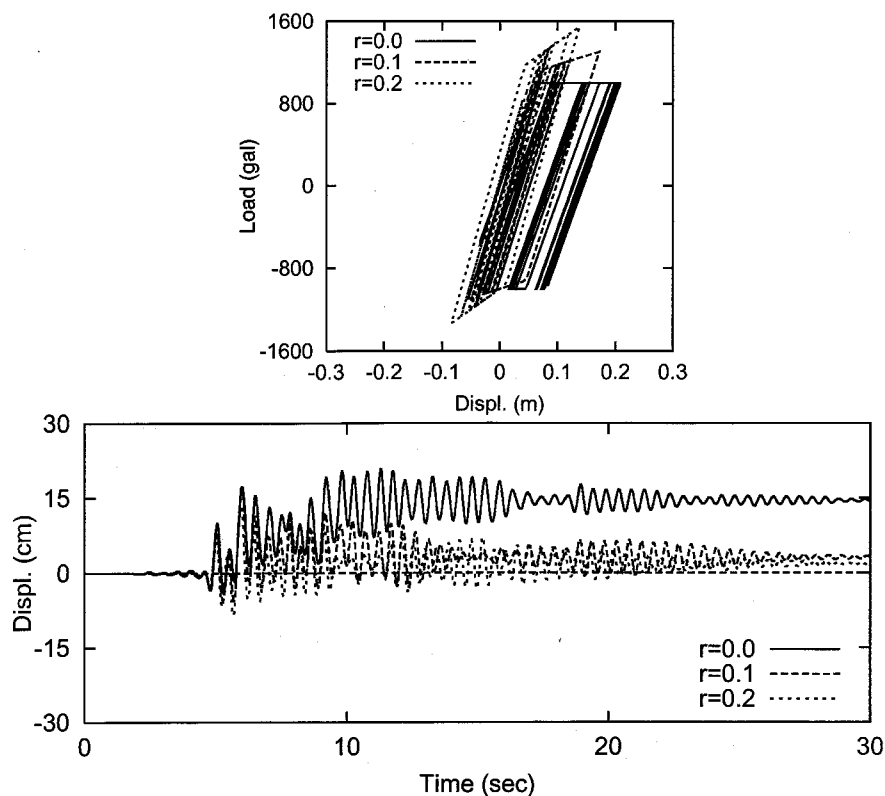 1600
800
0
-800
-1600
Load (gal)
r=0.0
r=0.1
r=0.2
-0.3 -0.2 -0.1 0 0.1 0.2 0.3
Displ. (m)
30
15
0
-15
-30
Displ. (cm)
r=0.0
r=0.1
r=0.2
0 10 20 30
Time (sec)